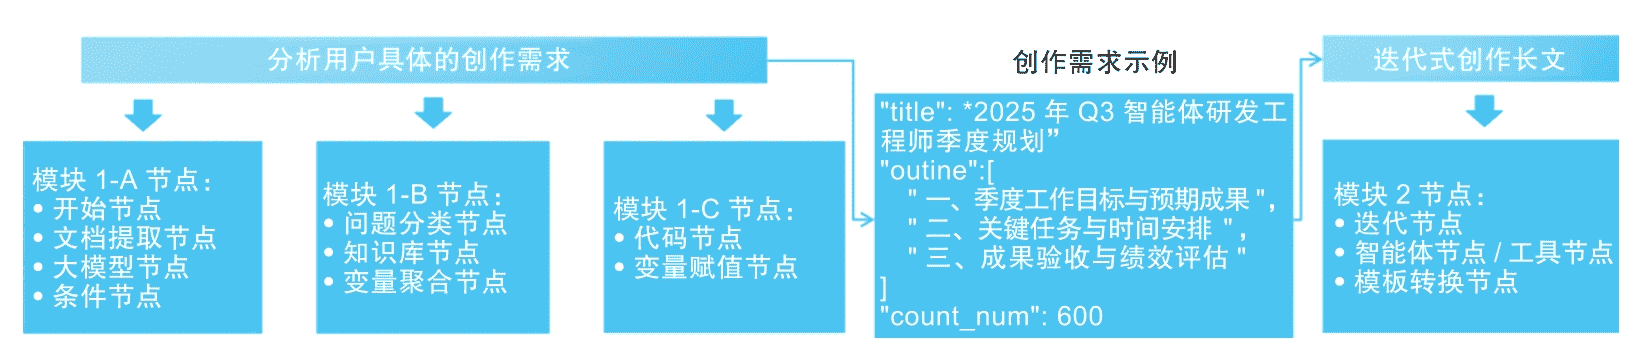 分析用户具体的创作需求
模块 1-A 节点：
• 开始节点
• 文档提取节点
• 大模型节点
• 条件节点
模块 1-B 节点：
• 问题分类节点
• 知识库节点
• 变量聚合节点
模块 1-C 节点：
• 代码节点
• 变量赋值节点
创作需求示例
"title": *2025 年 Q3 智能体研发工
程师季度规划”
"outine":[
" 一、季度工作目标与预期成果 ",
" 二、关键任务与时间安排 ",
" 三、成果验收与绩效评估 "
]
"count_num": 600
迭代式创作长文
模块 2 节点：
• 迭代节点
• 智能体节点 / 工具节点
• 模板转换节点